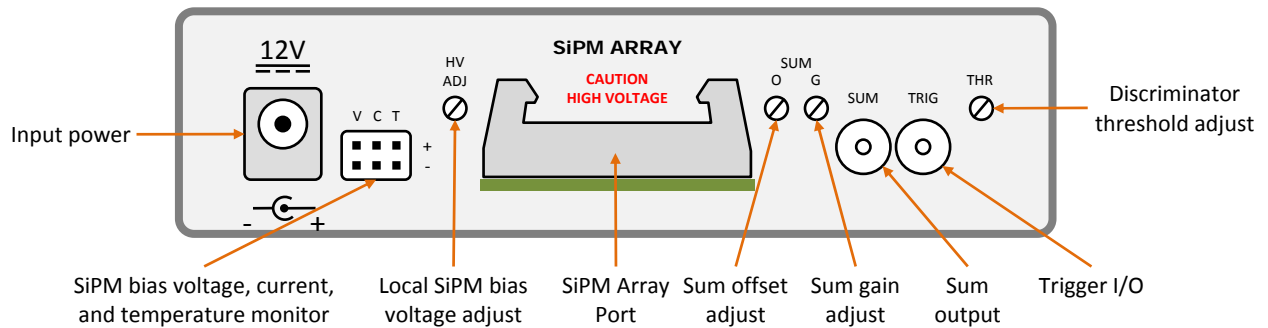 12V
HV
ADJ
SiPM ARRAY
CAUTION
HIGH VOLTAGE
SUM
O G
SUM
TRIG
THR
V C T
+
-
- +
Input power
Discriminator
threshold adjust
SiPM bias voltage, current,
and temperature monitor
Local SiPM bias
voltage adjust
SiPM Array
Port
Sum offset
adjust
Sum gain
adjust
Sum
output
Trigger I/O